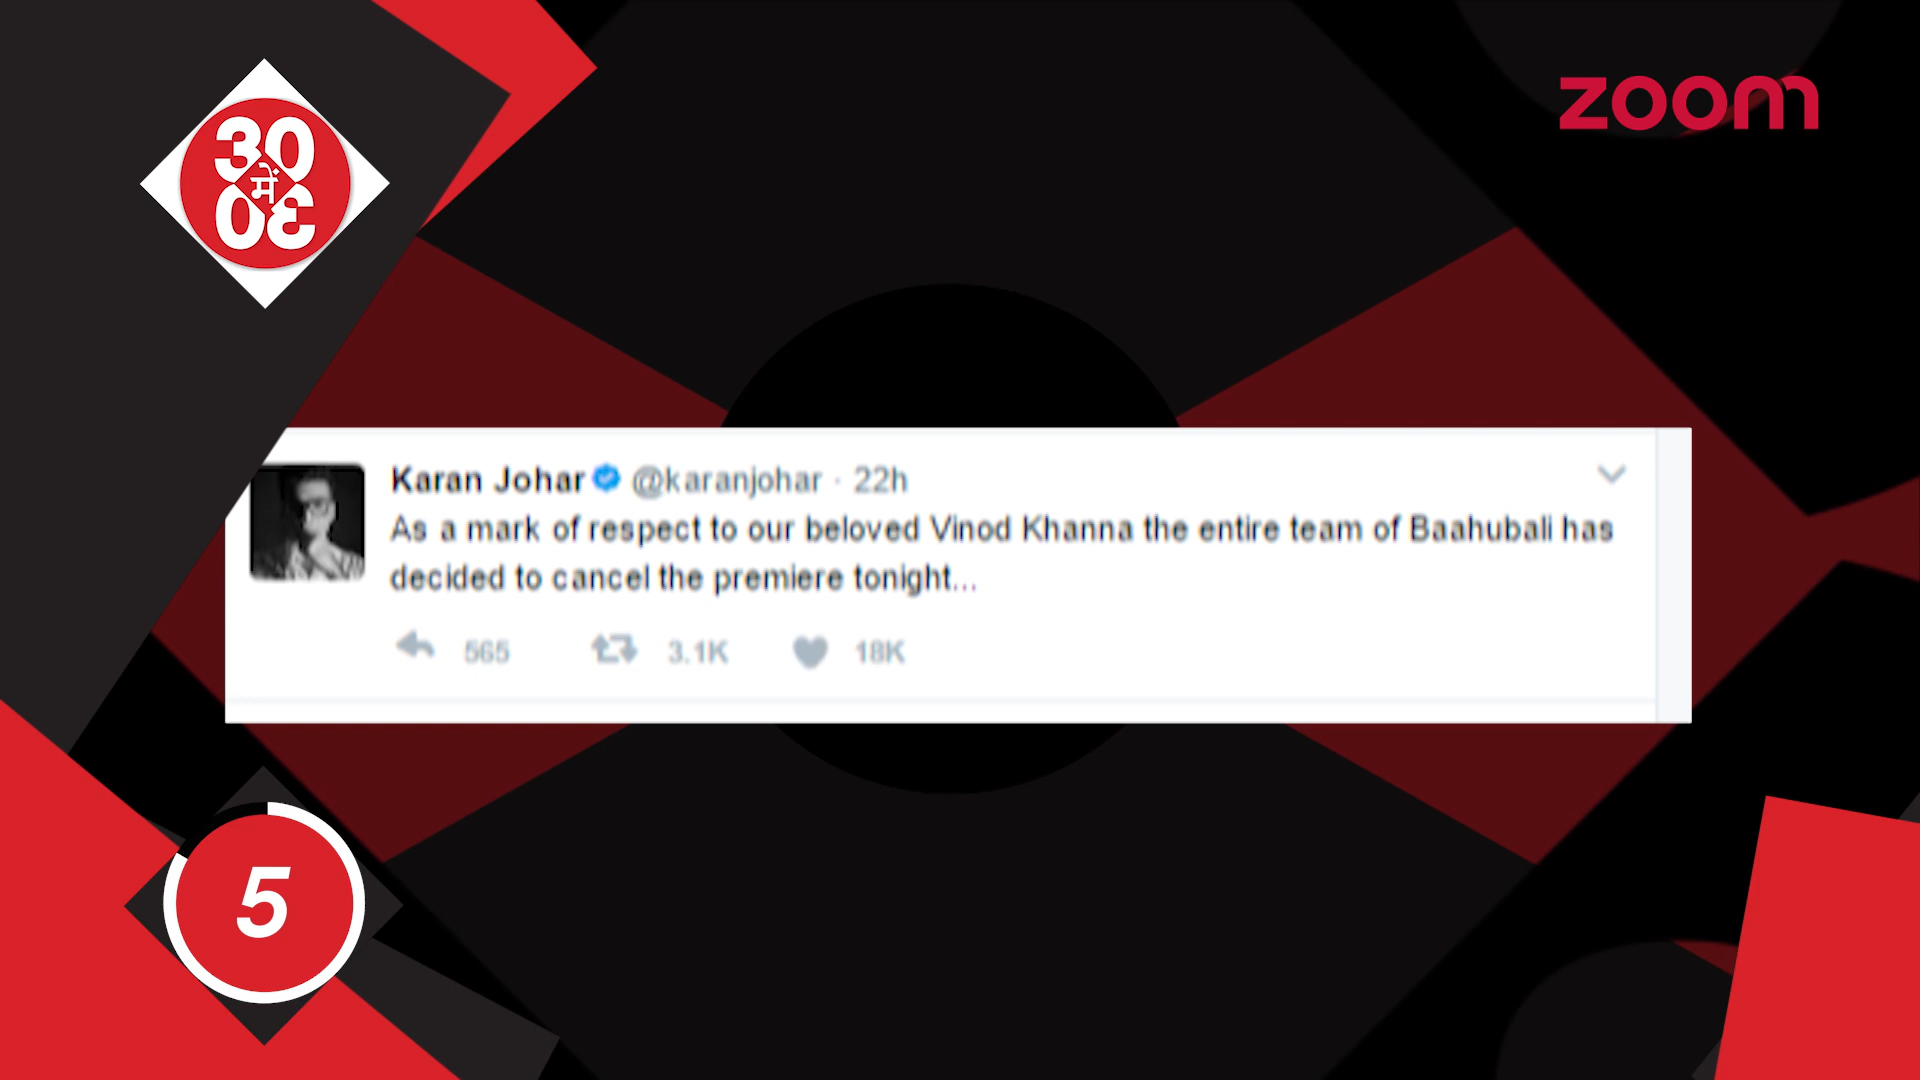 30
में
30
zoom
Karan Johar @karanjohar · 22h
As a mark of respect to our beloved Vinod Khanna the entire team of Baahubali has
decided to cancel the premiere tonight...
565 3.1K 18K
5